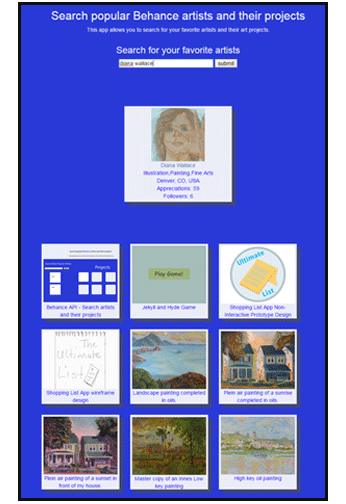 Search popular Behance artists and their projects
This app allows you to search for your favorite artists and their art projects.
Search for your favorite artists
diana wallace
submit
Diana Wallace
Illustration,Painting,Fine Arts
Denver, CO, USA
Appreciations: 59
Followers: 6
Projects
Behance API - Search artists
and their projects
Play Game!
Jekyll and Hyde Game
Ultimate
List
Shopping List App Non-
Interactive Prototype Design
The
Ultimate
List
Shopping List App wireframe
design
Landscape painting completed
in oils.
Plein air painting of a sunrise
completed in oils.
Plein air painting of a sunset in
front of my house.
Master copy of an Innes Low
key painting
High key oil painting